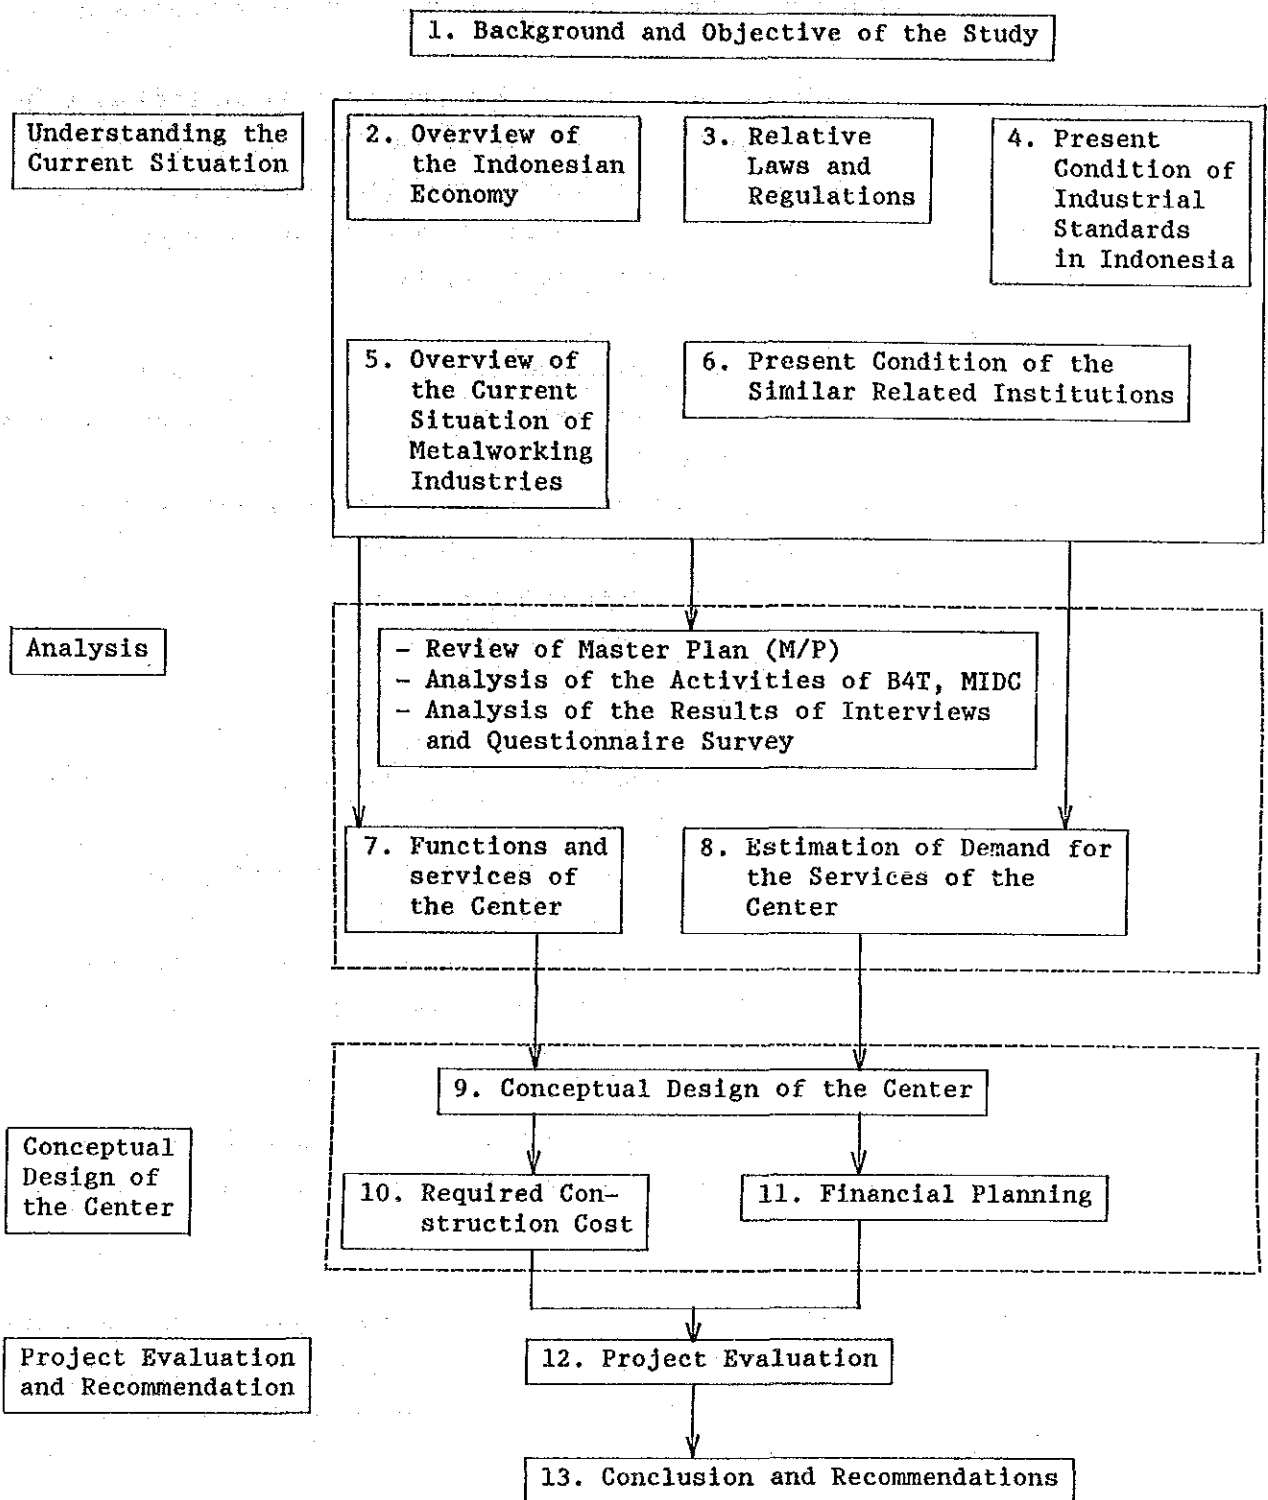 1. Background and Objective of the Study
Understanding the
Current Situation
2. Overview of
the Indonesian
Economy
3. Relative
Laws and
Regulations
4. Present
Condition of
Industrial
Standards
in Indonesia
5. Overview of
the Current
Situation of
Metalworking
Industries
6. Present Condition of the
Similar Related Institutions
Analysis
– Review of Master Plan (M/P)
– Analysis of the Activities of B4T, MIDC
– Analysis of the Results of Interviews
and Questionnaire Survey
7. Functions and
services of
the Center
8. Estimation of Demand for
the Services of the
Center
Conceptual
Design of
the Center
9. Conceptual Design of the Center
10. Required Con–
struction Cost
11. Financial Planning
Project Evaluation
and Recommendation
12. Project Evaluation
13. Conclusion and Recommendations